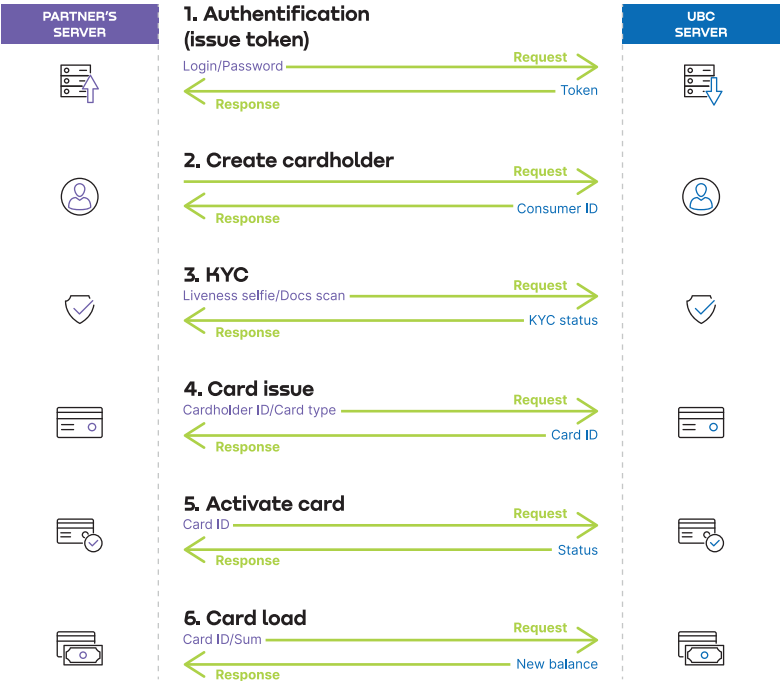 PARTNER'S
SERVER
UBC
SERVER
1. Authentification
(issue token)
Request
Login/Password
Token
Response
2. Create cardholder
Request
Consumer ID
Response
3. KYC
Request
Liveness selfie/Docs scan
KYC status
Response
4. Card issue
Request
Cardholder ID/Card type
Card ID
Response
5. Activate card
Request
Card ID
Status
Response
6. Card load
Request
Card ID/Sum
New balance
Response